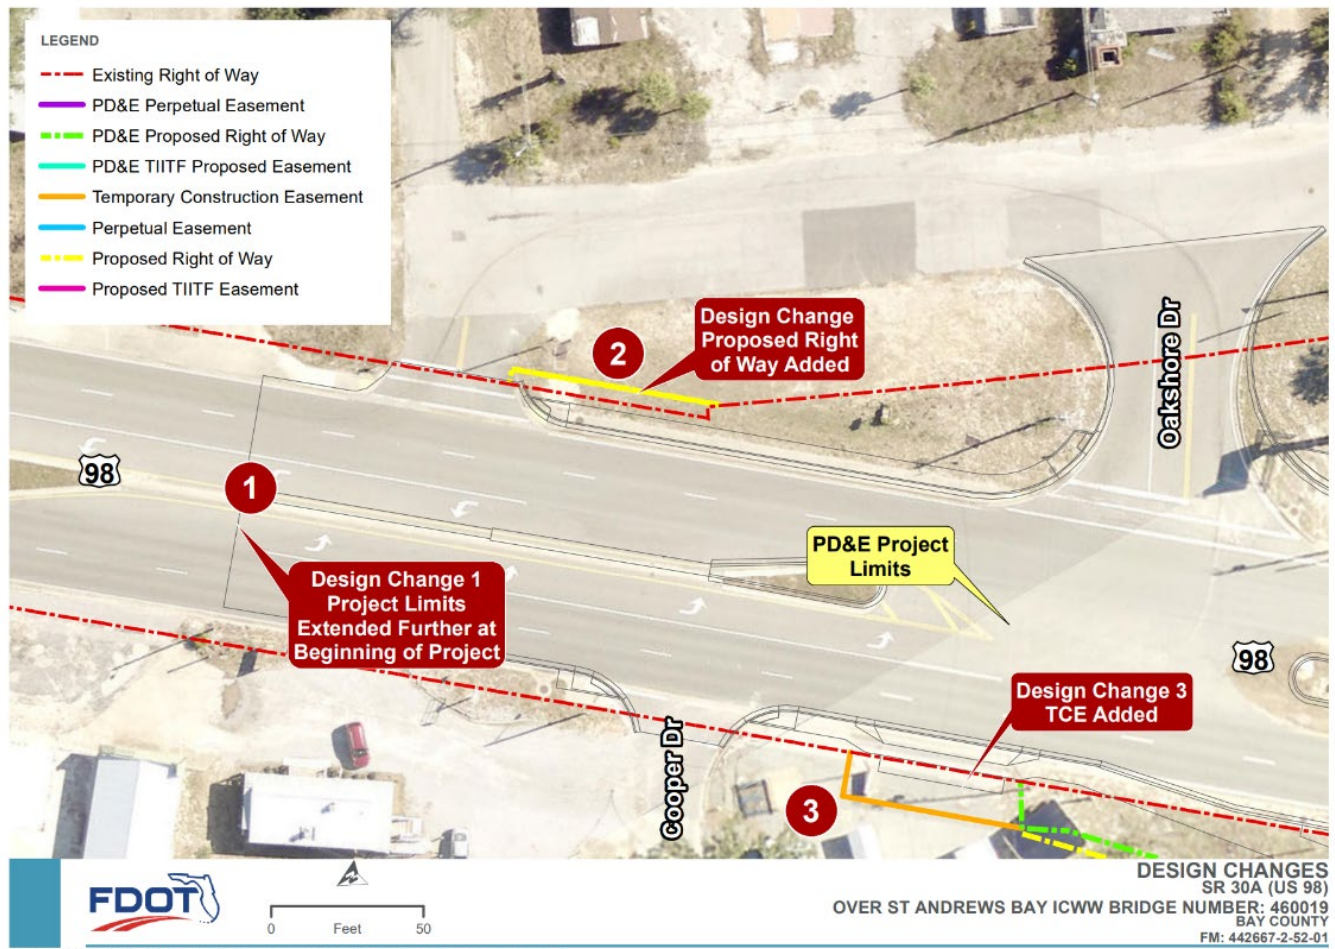 LEGEND
Existing Right of Way
PD&E Perpetual Easement
PD&E Proposed Right of Way
PD&E TIITF Proposed Easement
Temporary Construction Easement
Perpetual Easement
Proposed Right of Way
Proposed TIITF Easement
2
Design Change
Proposed Right
of Way Added
Oakshore Dr
98
1
PD&E Project
Limits
Design Change 1
Project Limits
Extended Further at
Beginning of Project
98
Design Change 3
TCE Added
Cooper Dr
3
FDOT
0 Feet 50
DESIGN CHANGES
SR 30A (US 98)
OVER ST ANDREWS BAY ICWW BRIDGE NUMBER: 460019
BAY COUNTY
FM: 442667-2-52-01